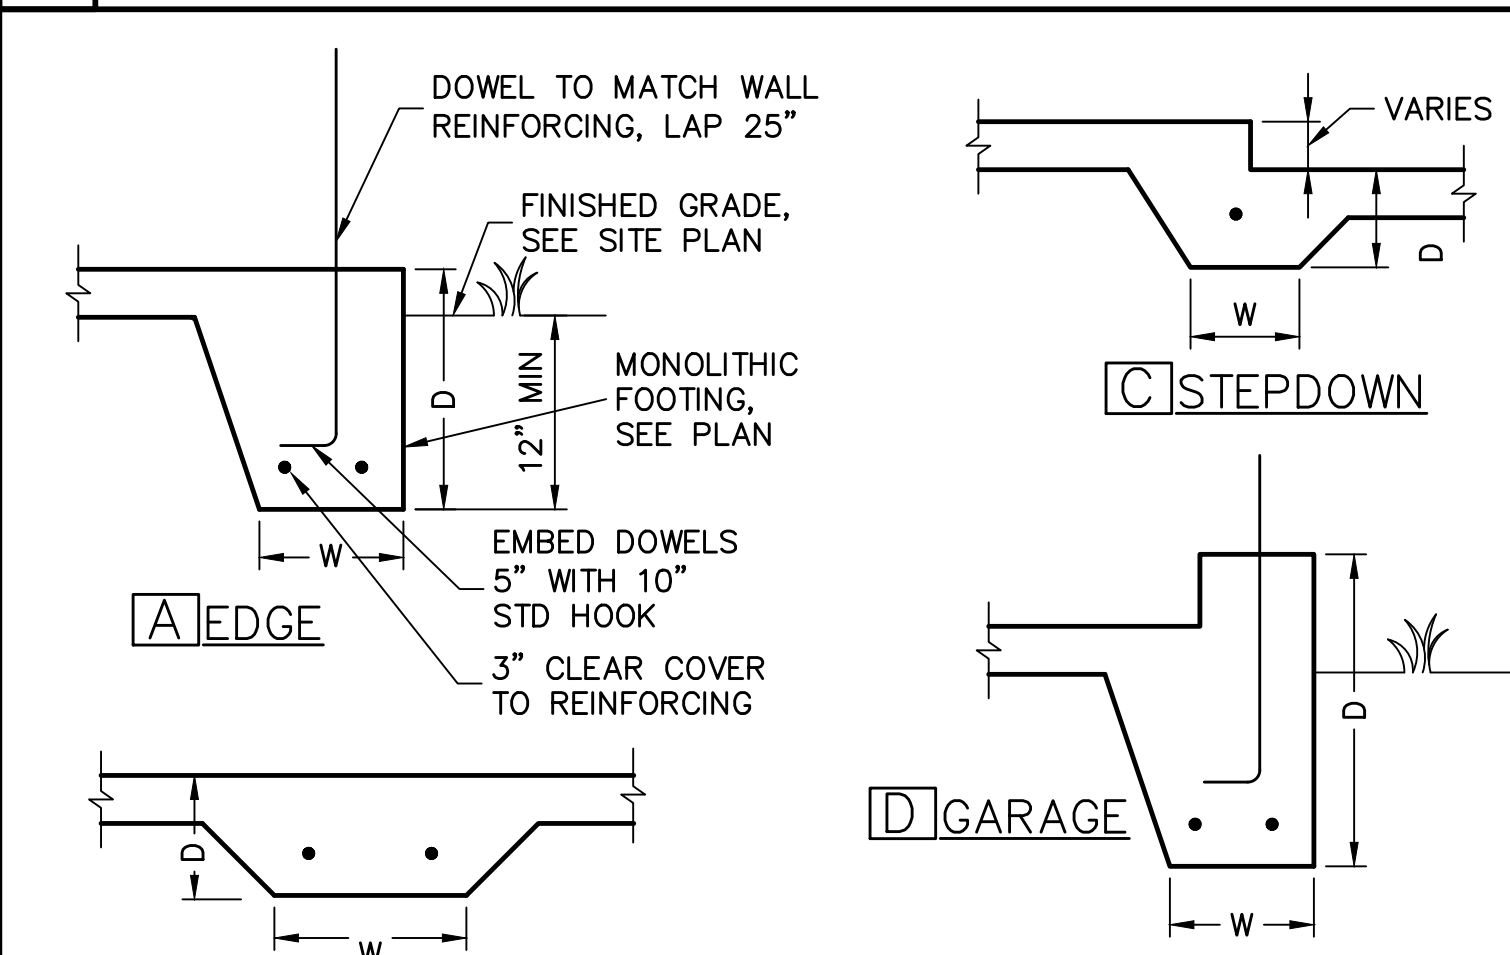 DOWEL TO MATCH WALL
REINFORCING, LAP 25”
FINISHED GRADE,
SEE SITE PLAN
D
12” MIN
MONOLITHIC
FOOTING,
SEE PLAN
W
EMBED DOWELS
5” WITH 10”
STD HOOK
3” CLEAR COVER
TO REINFORCING
A EDGE
D
W
VARIES
D
W
C STEPDOWN
D
W
D GARAGE